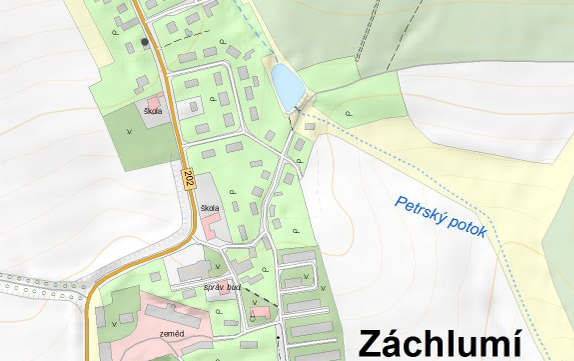 škola
202
škola
Petrský potok
správ bud
zeměd
Záchlumí